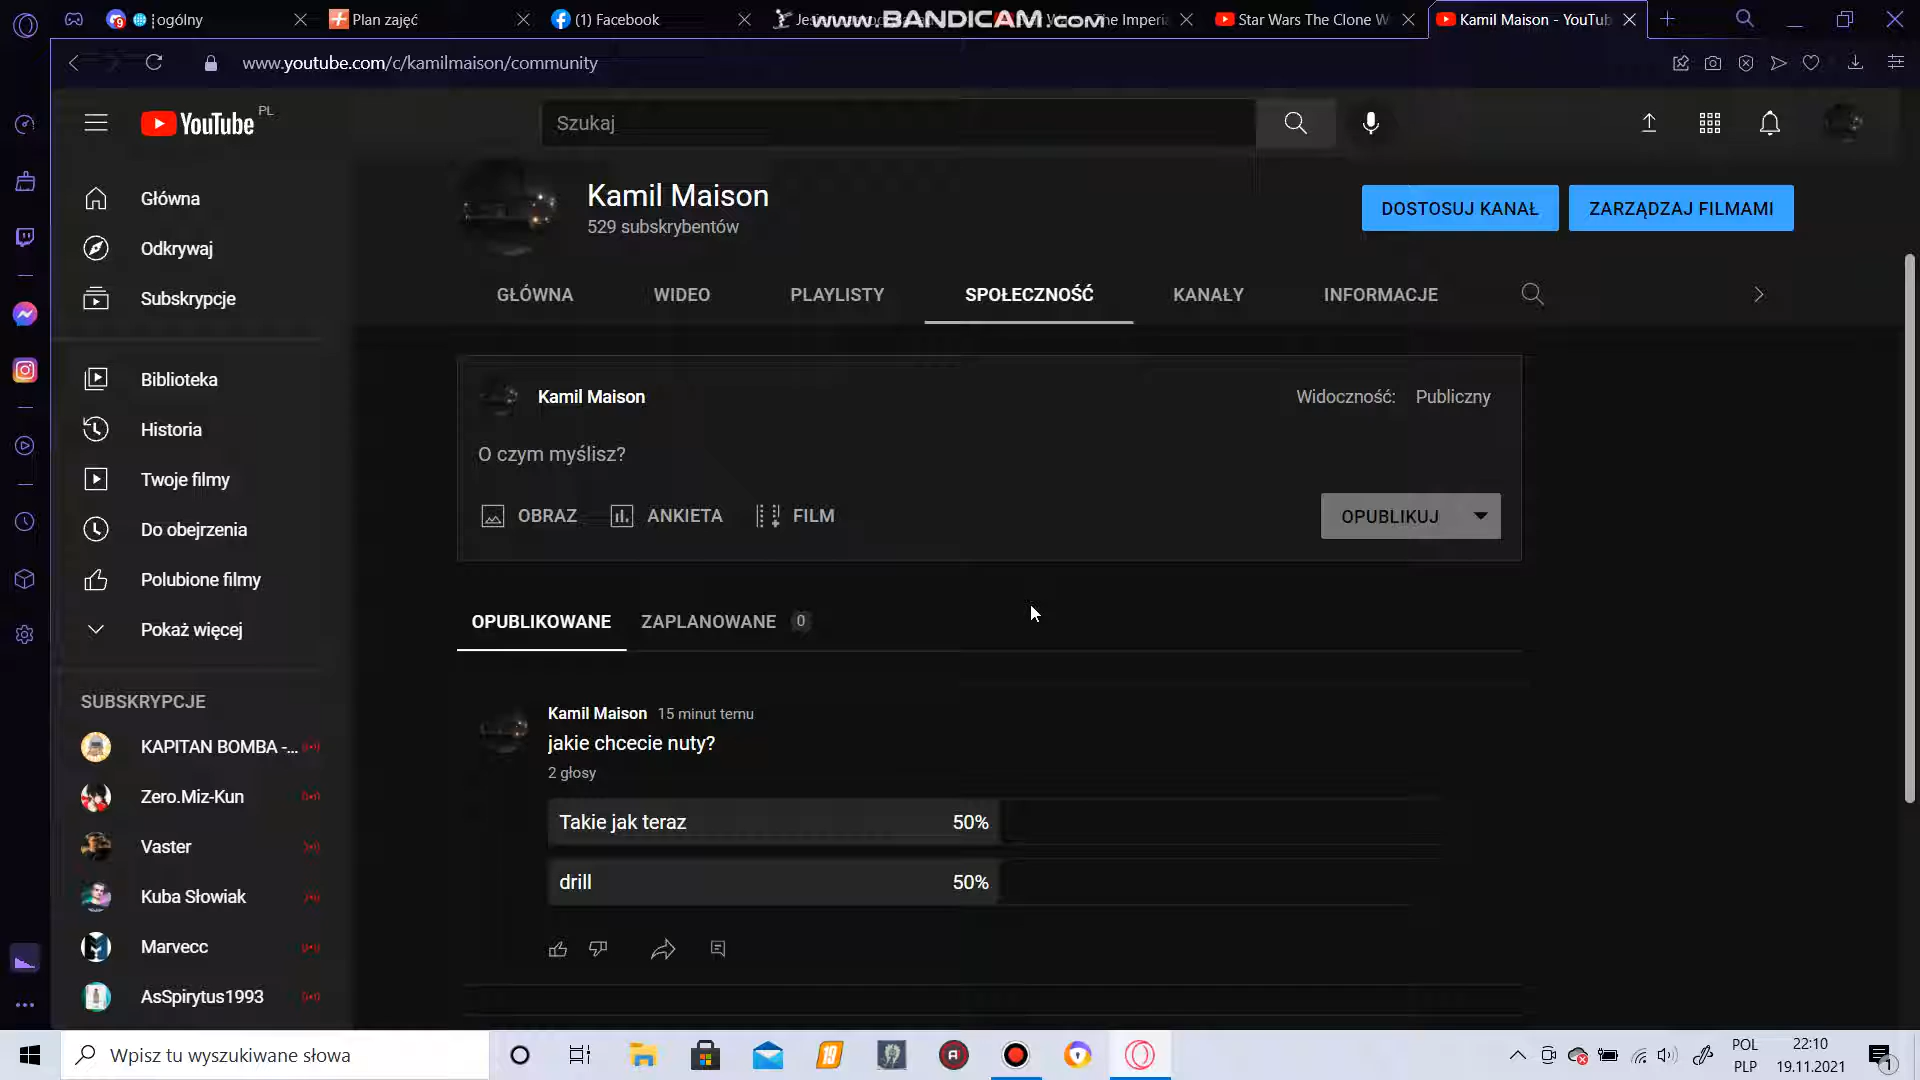 ogólny
Plan zajęć
(1) Facebook
www.BANDICAM.com
The Imperia
Star Wars The Clone W
Kamil Maison - YouTub
www.youtube.com/c/kamilmaison/community
YouTube PL
Szukaj
Główna
Odkrywaj
Subskrypcje
Biblioteka
Historia
Twoje filmy
Do obejrzenia
Polubione filmy
Pokaż więcej
SUBSKRYPCJE
KAPITAN BOMBA -...
Zero.Miz-Kun
Vaster
Kuba Słowiak
Marvecc
AsSpirytus1993
Kamil Maison
529 subskrybentów
DOSTOSUJ KANAŁ
ZARZĄDZAJ FILMAMI
GŁÓWNA
WIDEO
PLAYLISTY
SPOŁECZNOŚĆ
KANAŁY
INFORMACJE
Kamil Maison
Widoczność: Publiczny
O czym myślisz?
OBRAZ
ANKIETA
FILM
OPUBLIKUJ
OPUBLIKOWANE
ZAPLANOWANE 0
Kamil Maison 15 minut temu
jakie chcecie nuty?
2 głosy
Takie jak teraz 50%
drill 50%
Wpisz tu wyszukiwane słowa
19
POL
PLP
22:10
19.11.2021
1